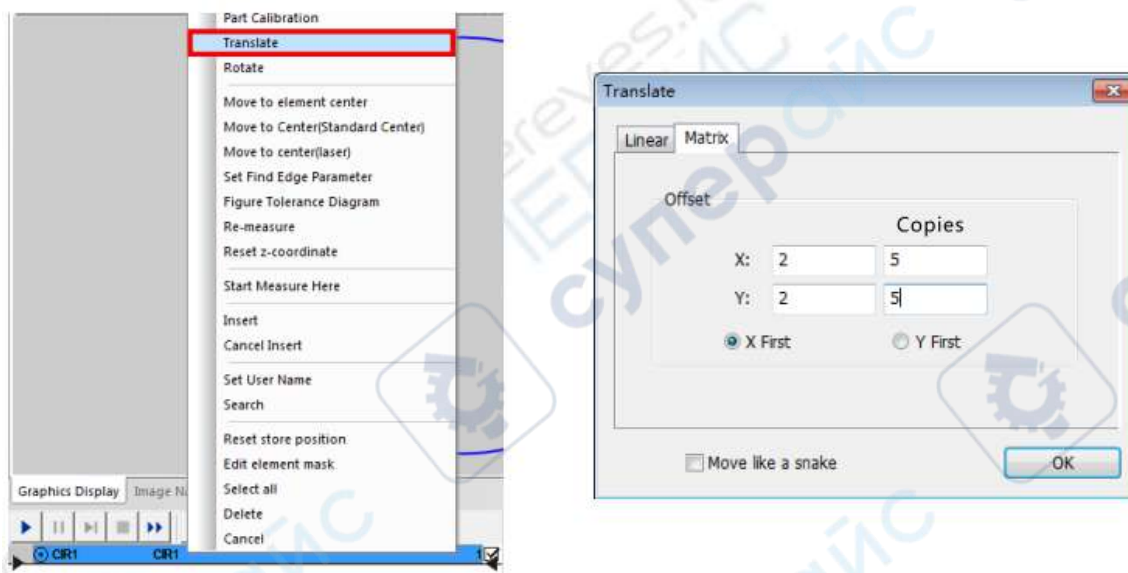 Part Calibration
Translate
Rotate
Move to element center
Move to Center(Standard Center)
Move to center(laser)
Set Find Edge Parameter
Figure Tolerance Diagram
Re-measure
Reset z-coordinate
Start Measure Here
Insert
Cancel Insert
Set User Name
Search
Reset store position
Edit element mask
Select all
Delete
Cancel
Graphics Display
Image
CIR1 CIR1 1
Translate
Linear Matrix
Offset
Copies
X: 2 5
Y: 2 5
X First Y First
Move like a snake
OK
суперайс